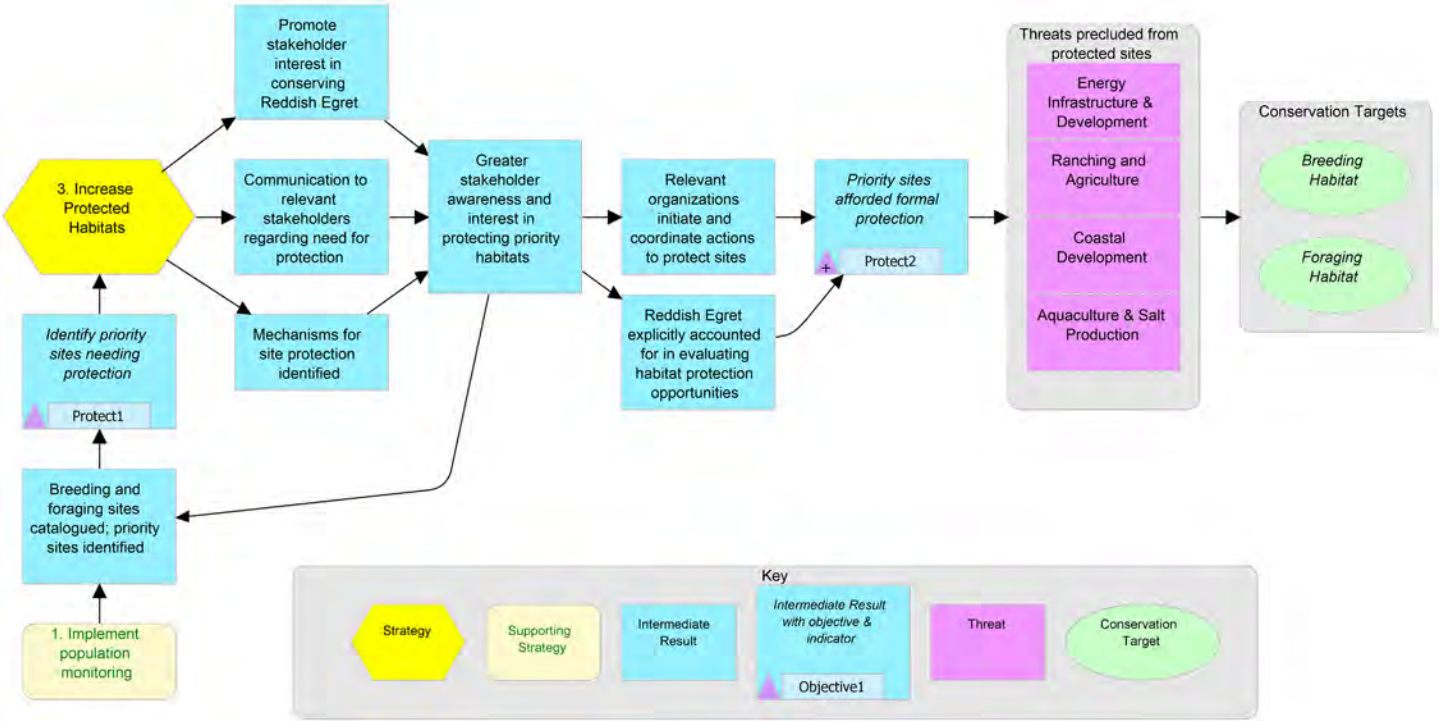 Promote
stakeholder
interest in
conserving
Reddish Egret
3. Increase
Protected
Habitats
Communication to
relevant
stakeholders
regarding need for
protection
Mechanisms for
site protection
identified
Identify priority
sites needing
protection
Protect1
Breeding and
foraging sites
catalogued; priority
sites identified
1. Implement
population
monitoring
Greater
stakeholder
awareness and
interest in
protecting priority
habitats
Relevant
organizations
initiate and
coordinate actions
to protect sites
Reddish Egret
explicitly accounted
for in evaluating
habitat protection
opportunities
Priority sites
afforded formal
protection
+
Protect2
Threats precluded from
protected sites
Energy
Infrastructure &
Development
Ranching and
Agriculture
Coastal
Development
Aquaculture & Salt
Production
Conservation Targets
Breeding
Habitat
Foraging
Habitat
Key
Strategy
Supporting
Strategy
Intermediate
Result
Intermediate Result
with objective &
indicator
Objective1
Threat
Conservation
Target